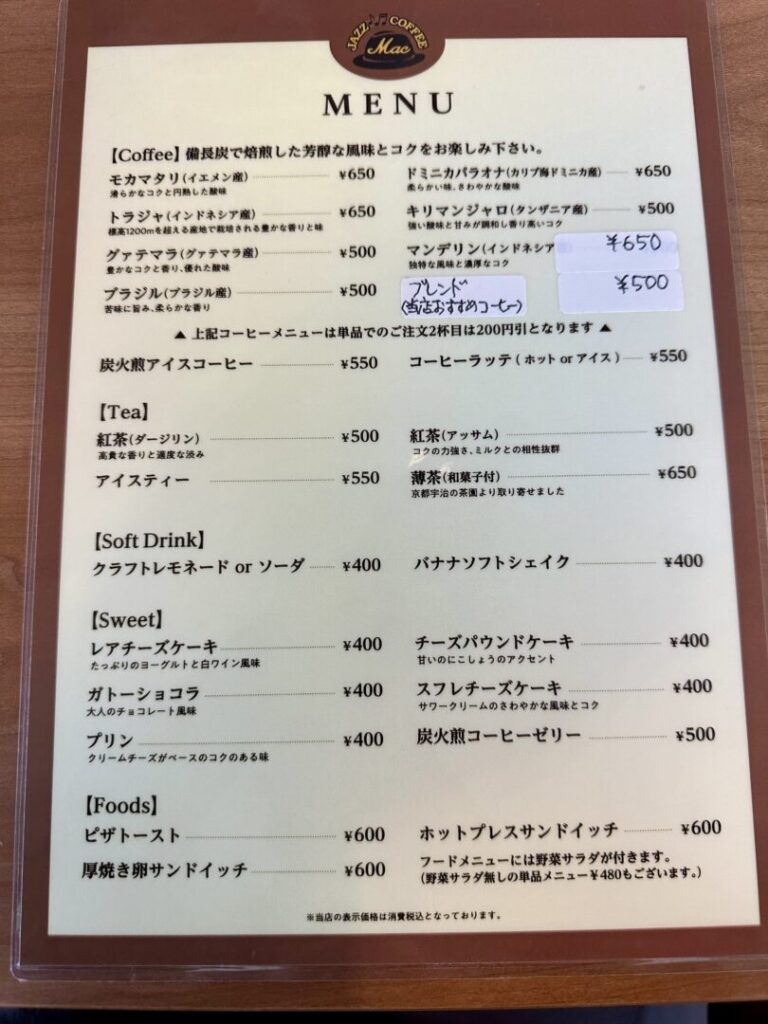 JAZZ COFFEE
Mac
MENU
【Coffee】備長炭で焙煎した芳醇な風味とコクをお楽しみ下さい。
モカマタリ(イエメン産) ¥650
清らかなコクと円熟した酸味
ドミニカバラオナ(カリブ海ドミニカ産) ¥650
柔らかい味、さわやかな酸味
トラジャ(インドネシア産) ¥650
標高1200mを超える産地で栽培される豊かな香りと味
キリマンジャロ(タンザニア産) ¥500
強い酸味と甘みが調和し香り高いコク
グァテマラ(グァテマラ産) ¥500
豊かなコクと香り、優れた酸味
マンデリン(インドネシア ¥650
独特な風味と濃厚なコク
ブラジル(ブラジル産) ¥500
苦味に旨み、柔らかな香り
ブレンド ¥500
(当店おすすめコーヒー)
▲ 上記コーヒーメニューは単品でのご注文2杯目は200円引となります ▲
炭火煎アイスコーヒー ¥550
コーヒーラッテ ( ホット or アイス ) ¥550
【Tea】
紅茶(ダージリン) ¥500
高貴な香りと適度な渋み
紅茶(アッサム) ¥500
コクの力強さ、ミルクとの相性抜群
アイスティー ¥550
薄茶(和菓子付) ¥650
京都宇治の茶園より取り寄せました
【Soft Drink】
クラフトレモネード or ソーダ ¥400
バナナソフトシェイク ¥400
【Sweet】
レアチーズケーキ ¥400
たっぷりのヨーグルトと白ワイン風味
チーズパウンドケーキ ¥400
甘いのにこしょうのアクセント
ガトーショコラ ¥400
大人のチョコレート風味
スフレチーズケーキ ¥400
サワークリームのさわやかな風味とコク
プリン ¥400
クリームチーズがベースのコクのある味
炭火煎コーヒーゼリー ¥500
【Foods】
ピザトースト ¥600
ホットプレスサンドイッチ ¥600
厚焼き卵サンドイッチ ¥600
フードメニューには野菜サラダが付きます。
(野菜サラダ無しの単品メニュー¥480もございます。)
※当店の表示価格は消費税込となっております。